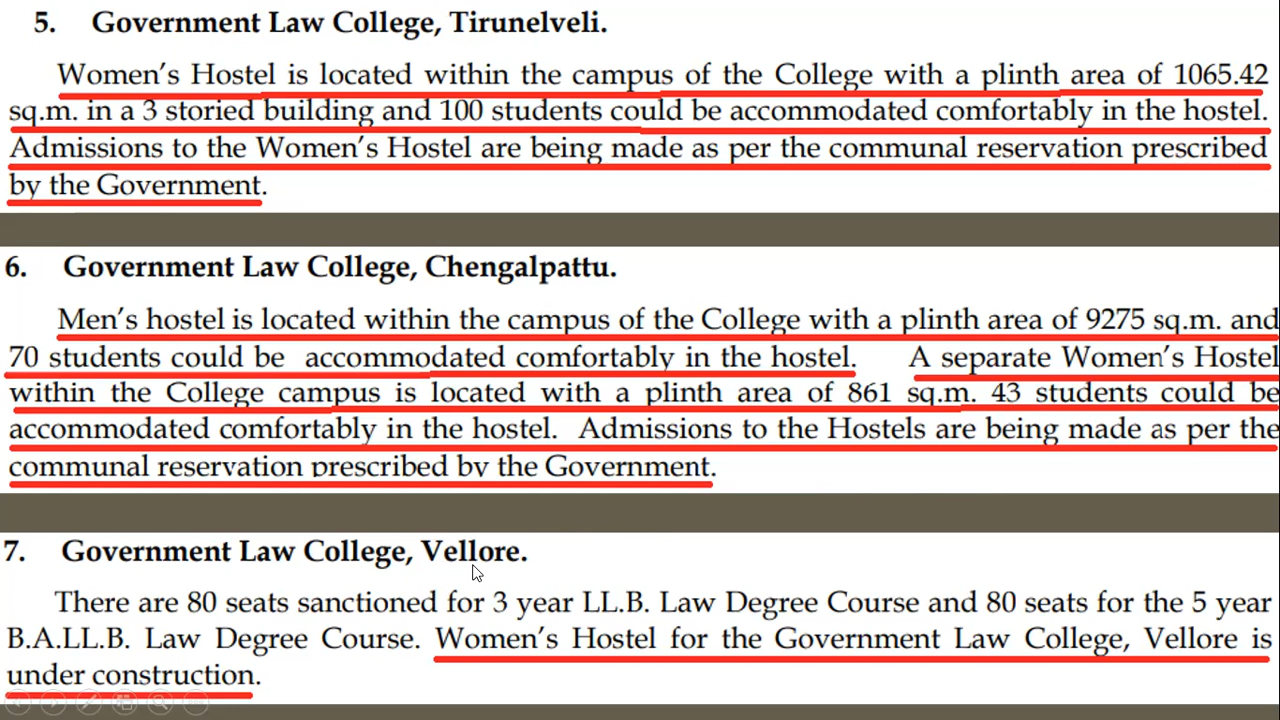 5. Government Law College, Tirunelveli.
Women's Hostel is located within the campus of the College with a plinth area of 1065.42
sq.m. in a 3 storied building and 100 students could be accommodated comfortably in the hostel.
Admissions to the Women's Hostel are being made as per the communal reservation prescribed
by the Government.
6. Government Law College, Chengalpattu.
Men's hostel is located within the campus of the College with a plinth area of 9275 sq.m. and
70 students could be accommodated comfortably in the hostel. A separate Women's Hostel
within the College campus is located with a plinth area of 861 sq.m. 43 students could be
accommodated comfortably in the hostel. Admissions to the Hostels are being made as per the
communal reservation prescribed by the Government.
7. Government Law College, Vellore.
There are 80 seats sanctioned for 3 year LL.B. Law Degree Course and 80 seats for the 5 year
B.A.LL.B. Law Degree Course. Women's Hostel for the Government Law College, Vellore is
under construction.